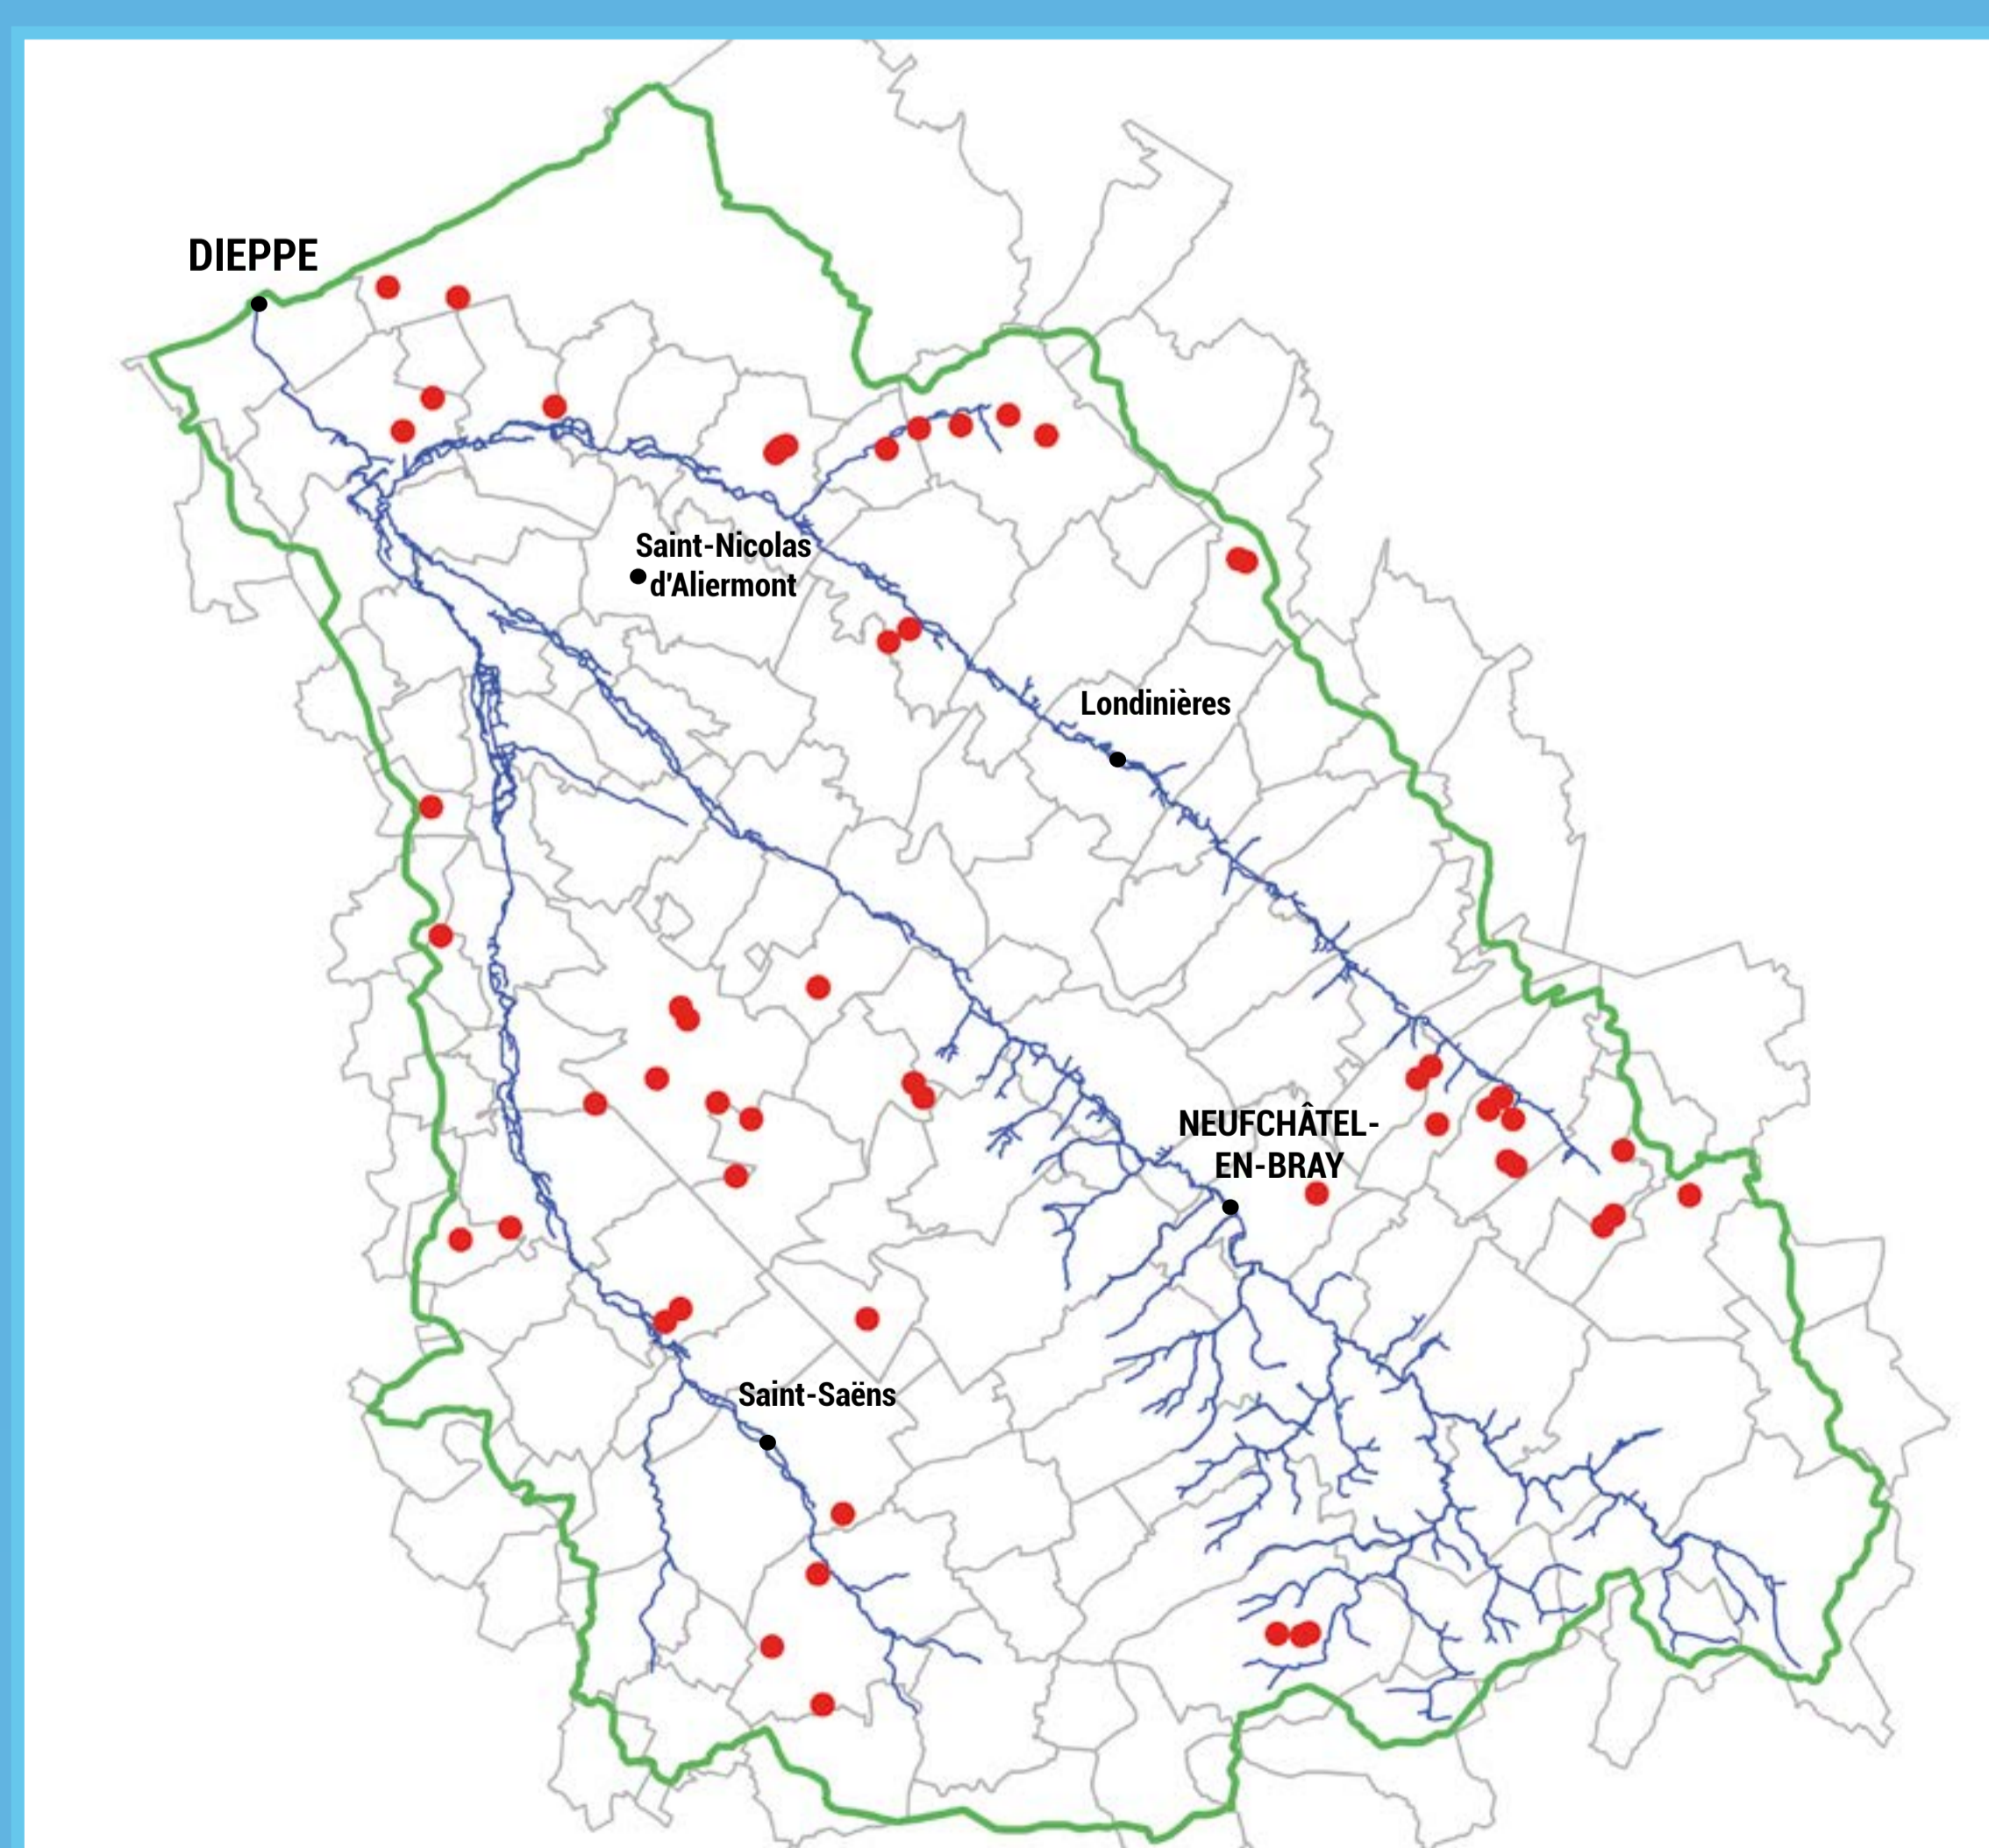 DIEPPE
Saint-Nicolas
d'Aliermont
Londinières
NEUFCHÂTEL-
EN-BRAY
Saint-Saëns